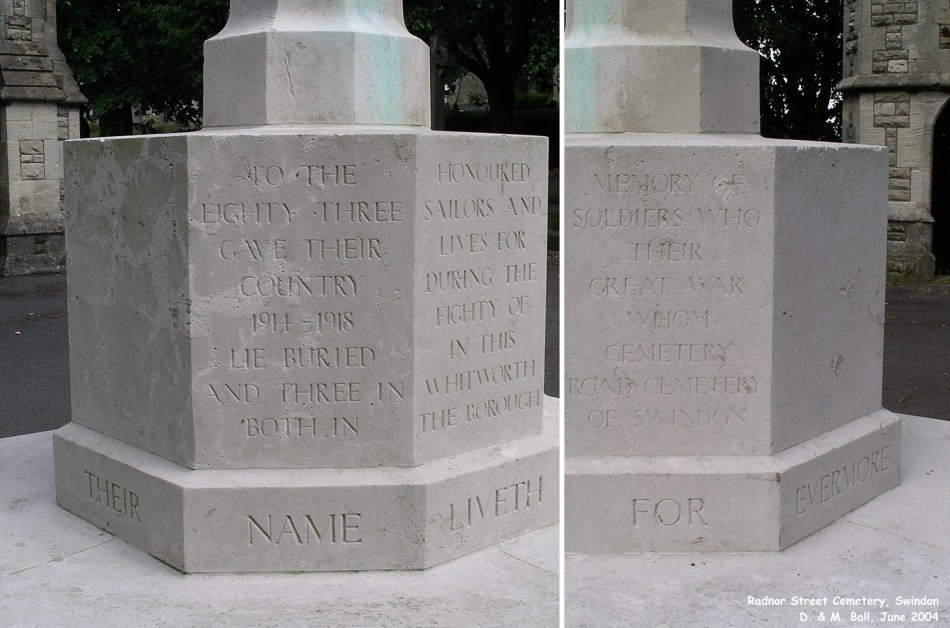 TO THE HONOURED MEMORY OF
EIGHTY THREE SAILORS AND SOLDIERS WHO
GAVE THEIR LIVES FOR THEIR
COUNTRY DURING THE GREAT WAR
1914-1918 EIGHTY OF WHOM
LIE BURIED IN THIS CEMETERY
AND THREE IN WHITWORTH ROAD CEMETERY
BOTH IN THE BOROUGH OF SWINDON
THEIR NAME LIVETH FOR EVERMORE
Radnor Street Cemetery, Swindon
D. & M. Ball, June 2004